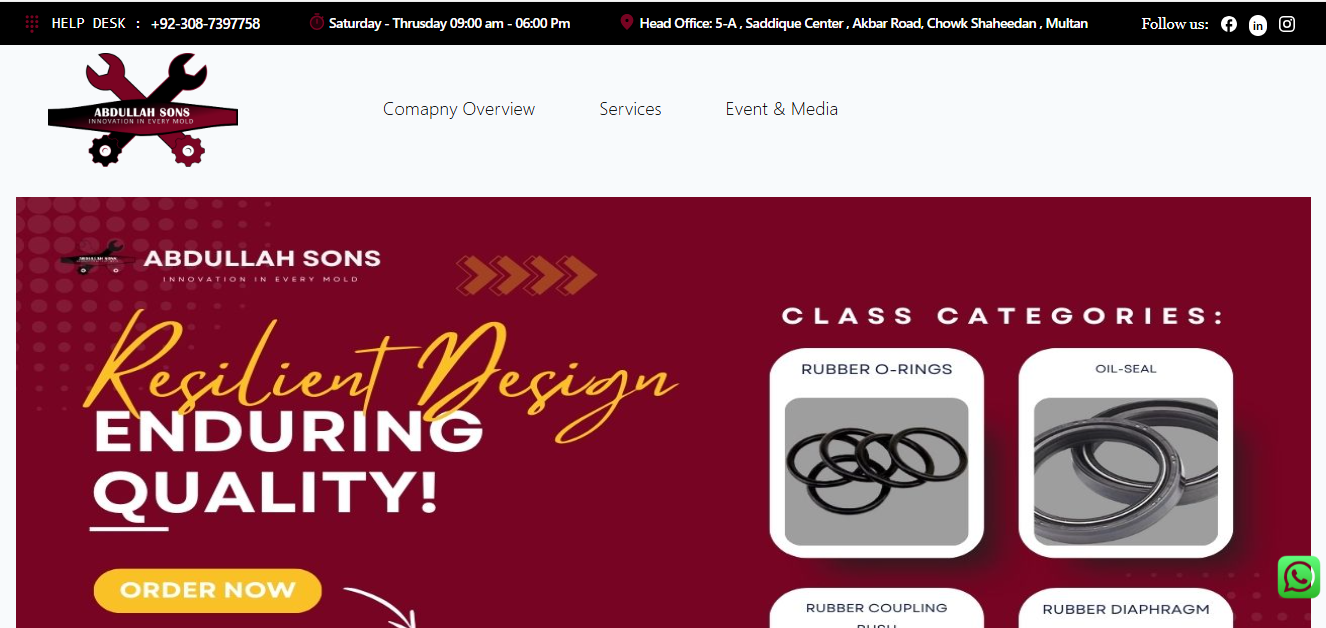 HELP DESK : +92-308-7397758
Saturday - Thrusday 09:00 am - 06:00 Pm
Head Office: 5-A , Saddique Center , Akbar Road, Chowk Shaheedan , Multan
Follow us:
in
ABDULLAH SONS
INNOVATION IN EVERY MOLD
Comapny Overview
Services
Event & Media
ABDULLAH SONS
ABDULLAH SONS
INNOVATION IN EVERY MOLD
Resilient Design
ENDURING
QUALITY!
ORDER NOW
CLASS CATEGORIES:
RUBBER O-RINGS
OIL-SEAL
RUBBER COUPLING
RUBBER DIAPHRAGM